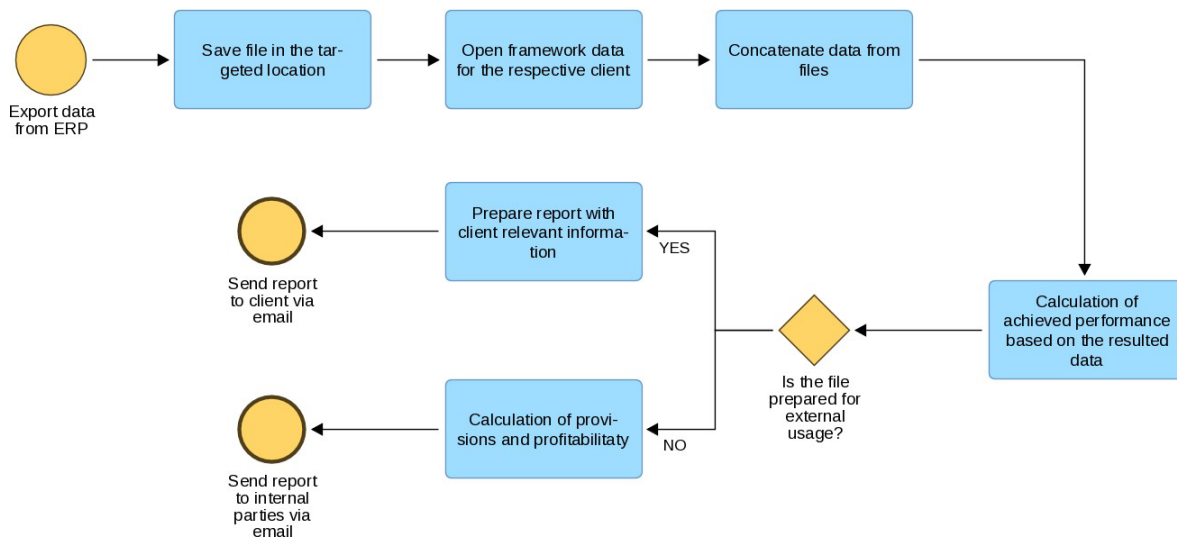 Export data
from ERP
Save file in the tar-
geted location
Open framework data
for the respective client
Concatenate data from
files
Calculation of
achieved performance
based on the resulted
data
Is the file
prepared for
external
usage?
YES
Prepare report with
client relevant informa-
tion
Send report
to client via
email
NO
Calculation of provi-
sions and profitabilitaty
Send report
to internal
parties via
email